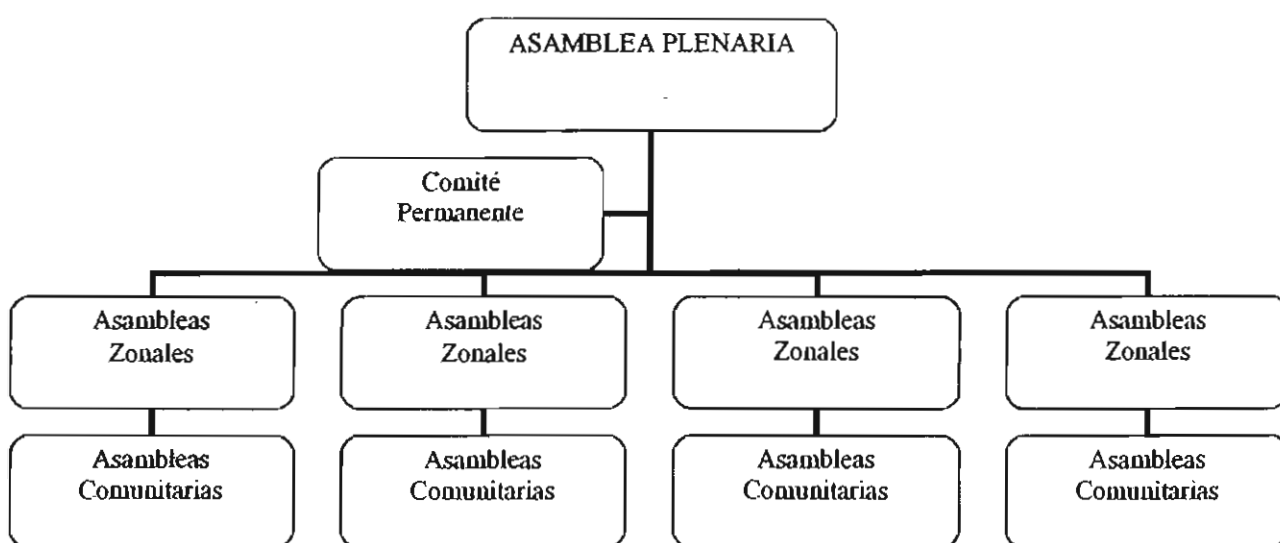 ASAMBLEA PLENARIA
Comité
Permanente
Asambleas
Zonales
Asambleas
Zonales
Asambleas
Zonales
Asambleas
Zonales
Asambleas
Comunitarias
Asambleas
Comunitarias
Asambleas
Comunitarias
Asambleas
Comunitarias